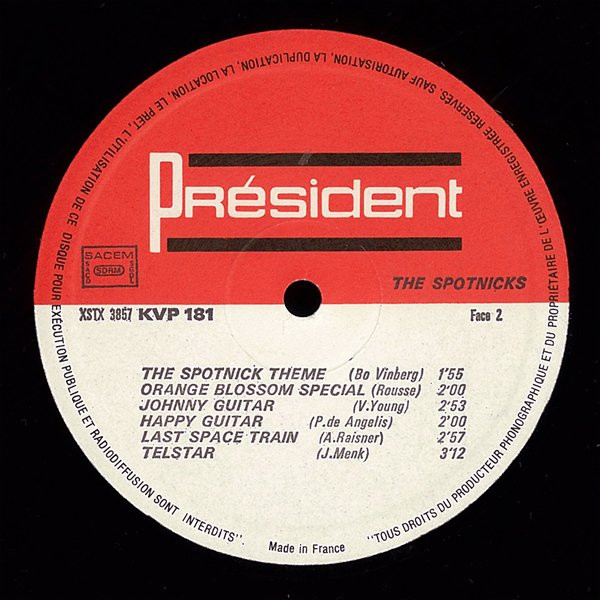 "TOUS DROITS DU PRODUCTEUR PHONOGRAPHIQUE ET DU PROPRIÉTAIRE DE L'ŒUVRE ENREGISTRÉE RÉSERVÉS. SAUF AUTORISATION, LA DUPLICATION, LA LOCATION, LE PRET, L'UTILISATION DE CE DISQUE POUR EXÉCUTION PUBLIQUE ET RADIODIFFUSION SONT INTERDITS".
Président
SACEM
SACD SDRM SGDL
THE SPOTNICKS
XSTX 3857 KVP 181 Face 2
THE SPOTNICK THEME (Bo Vinberg) 1'55
ORANGE BLOSSOM SPECIAL (Rousse) 2'00
JOHNNY GUITAR (V.Young) 2'53
HAPPY GUITAR (P.de Angelis) 2'00
LAST SPACE TRAIN (A.Raisner) 2'57
TELSTAR (J.Menk) 3'12
Made in France